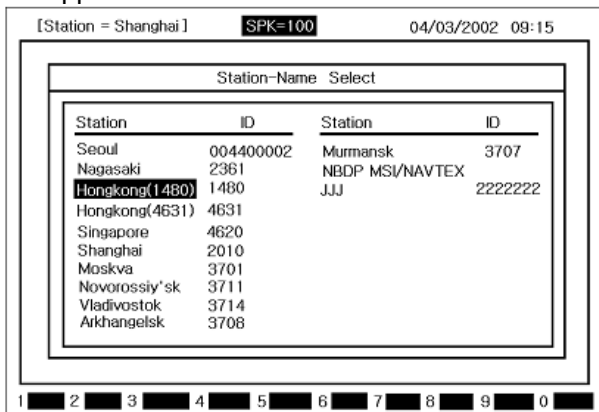 [Station = Shanghai] SPK=100 04/03/2002 09:15
Station-Name Select
Station ID Station ID
Seoul 004400002 Murmansk 3707
Nagasaki 2361 NBDP MSI/NAVTEX
Hongkong(1480) 1480 JJJ 2222222
Hongkong(4631) 4631
Singapore 4620
Shanghai 2010
Moskva 3701
Novorossiy'sk 3711
Vladivostok 3714
Arkhangelsk 3708
1 2 3 4 5 6 7 8 9 0